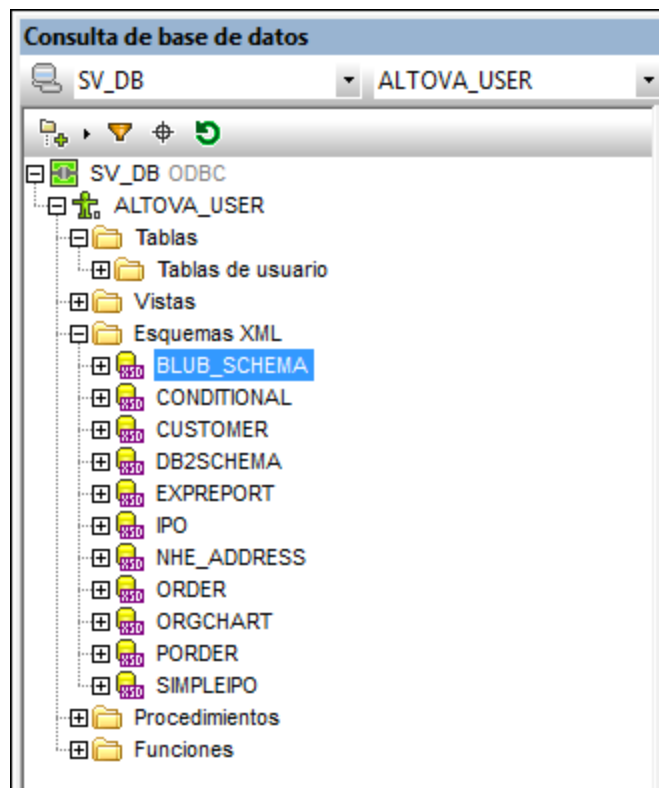 Consulta de base de datos
SV_DB ALTOVA_USER
SV_DB ODBC
ALTOVA_USER
Tablas
Tablas de usuario
Vistas
Esquemas XML
BLUB_SCHEMA
CONDITIONAL
CUSTOMER
DB2SCHEMA
EXPREPORT
IPO
NHE_ADDRESS
ORDER
ORGCHART
PORDER
SIMPLEIPO
Procedimientos
Funciones